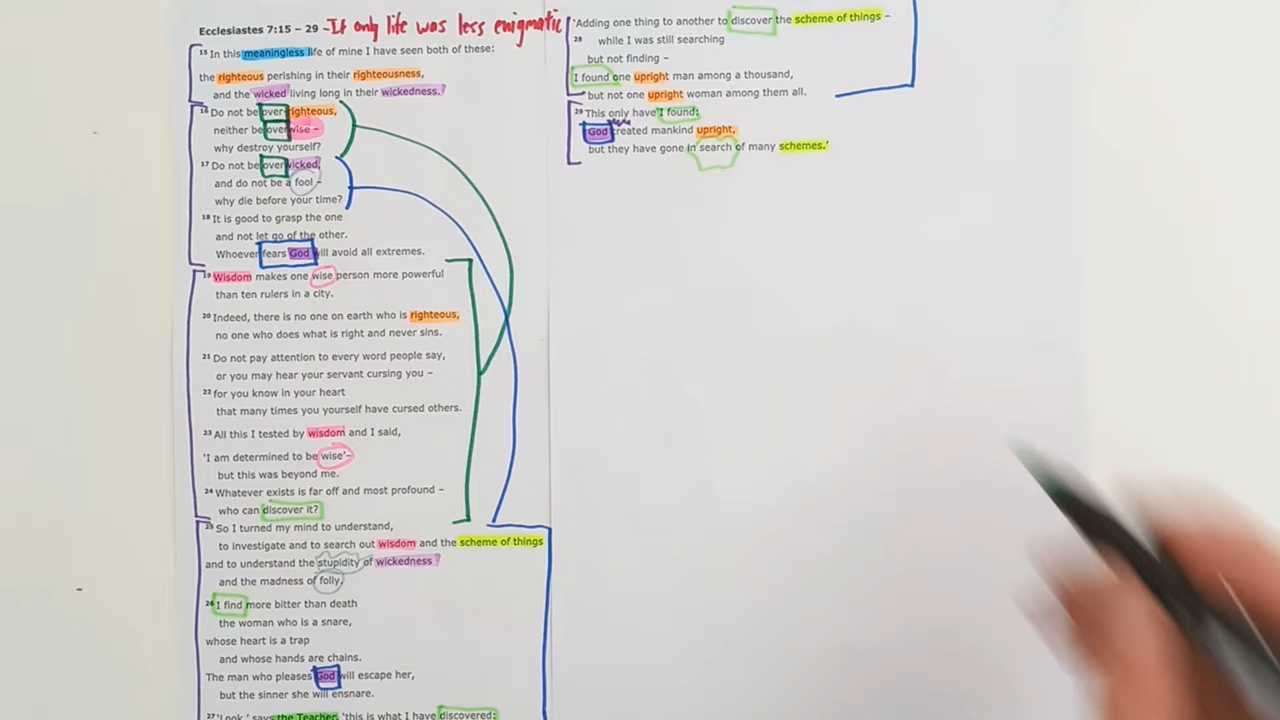 Ecclesiastes 7:15 – 29 - If only life was less enigmatic
15 In this meaningless life of mine I have seen both of these:
the righteous perishing in their righteousness,
and the wicked living long in their wickedness.
16 Do not be over righteous,
neither be over wise –
why destroy yourself?
17 Do not be over wicked,
and do not be a fool –
why die before your time?
18 It is good to grasp the one
and not let go of the other.
Whoever fears God will avoid all extremes.
19 Wisdom makes one wise person more powerful
than ten rulers in a city.
20 Indeed, there is no one on earth who is righteous,
no one who does what is right and never sins.
21 Do not pay attention to every word people say,
or you may hear your servant cursing you –
22 for you know in your heart
that many times you yourself have cursed others.
23 All this I tested by wisdom and I said,
'I am determined to be wise' –
but this was beyond me.
24 Whatever exists is far off and most profound –
who can discover it?
25 So I turned my mind to understand,
to investigate and to search out wisdom and the scheme of things
and to understand the stupidity of wickedness
and the madness of folly.
26 I find more bitter than death
the woman who is a snare,
whose heart is a trap
and whose hands are chains.
The man who pleases God will escape her,
but the sinner she will ensnare.
27 'Look,' says the Teacher, 'this is what I have discovered:
'Adding one thing to another to discover the scheme of things –
28 while I was still searching
but not finding –
I found one upright man among a thousand,
but not one upright woman among them all.
29 This only have I found:
God created mankind upright,
but they have gone in search of many schemes.'